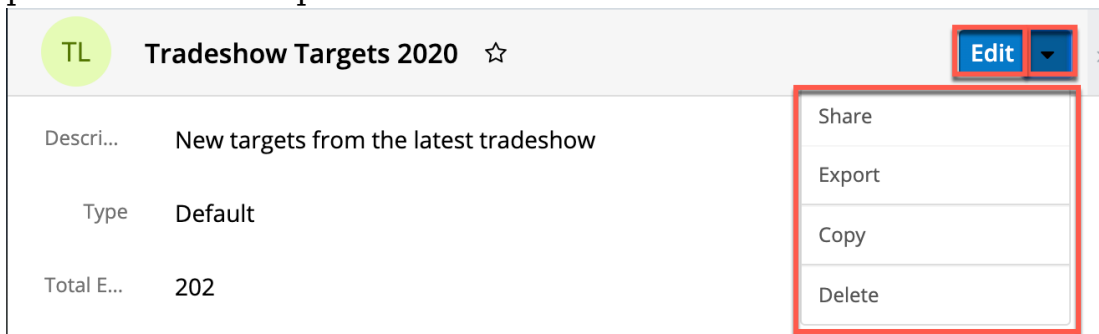 TL Tradeshow Targets 2020 Edit
Share
Descri... New targets from the latest tradeshow
Export
Type Default
Copy
Total E... 202
Delete